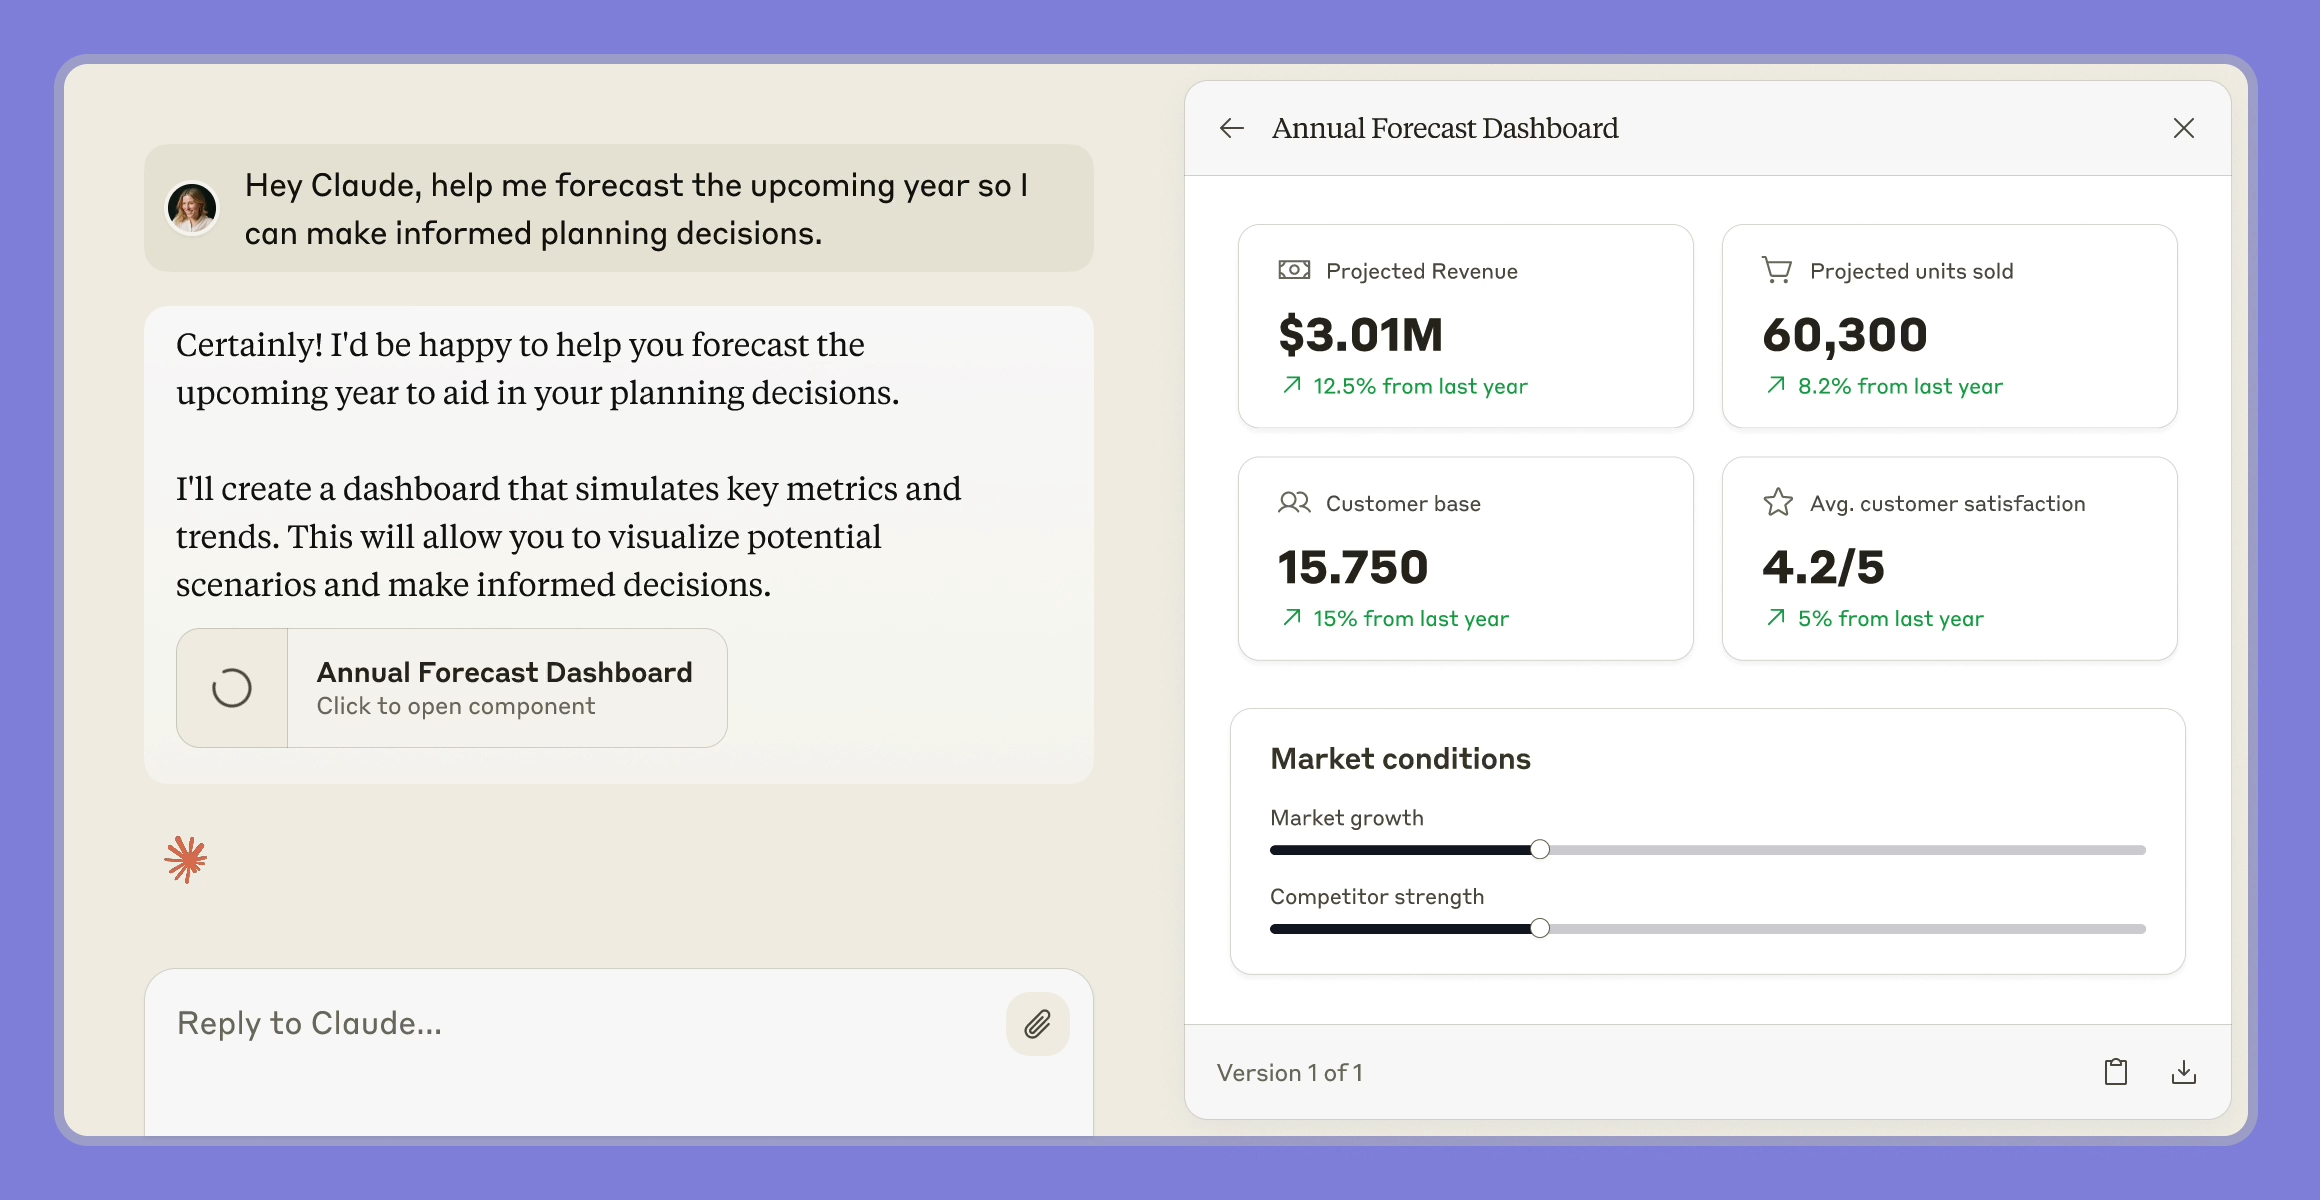 Hey Claude, help me forecast the upcoming year so I
can make informed planning decisions.
Certainly! I'd be happy to help you forecast the
upcoming year to aid in your planning decisions.
I'll create a dashboard that simulates key metrics and
trends. This will allow you to visualize potential
scenarios and make informed decisions.
Annual Forecast Dashboard
Click to open component
Reply to Claude...
Annual Forecast Dashboard
Projected Revenue
$3.01M
12.5% from last year
Projected units sold
60,300
8.2% from last year
Customer base
15.750
15% from last year
Avg. customer satisfaction
4.2/5
5% from last year
Market conditions
Market growth
Competitor strength
Version 1 of 1